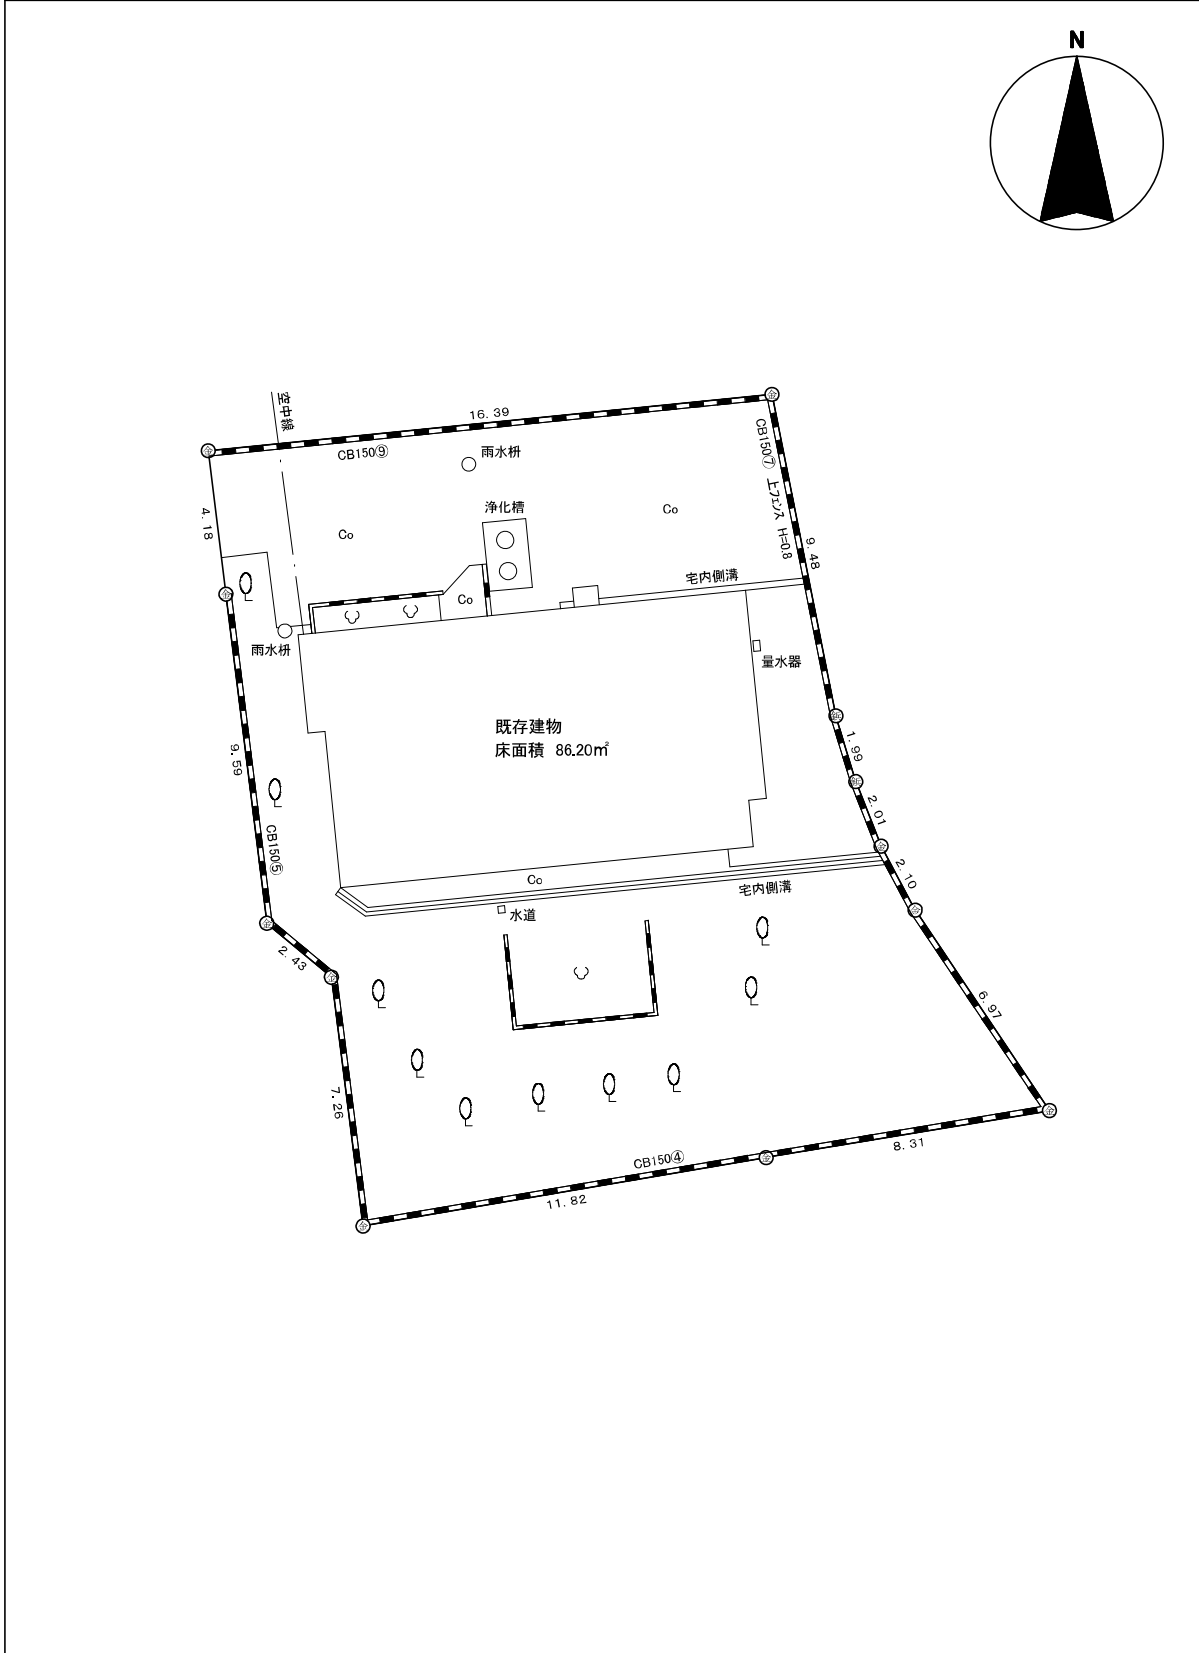 N
空中線
16.39
CB150⑨
雨水枡
CB150⑦ 上フェンス H=0.8
浄化槽
Co
Co
4.18
9.48
宅内側溝
Co
金
雨水枡
量水器
既存建物
床面積 86.20㎡
9.59
1.99
2.01
CB150⑤
2.10
Co
宅内側溝
水道
2.43
6.97
7.26
CB150④
8.31
11.82